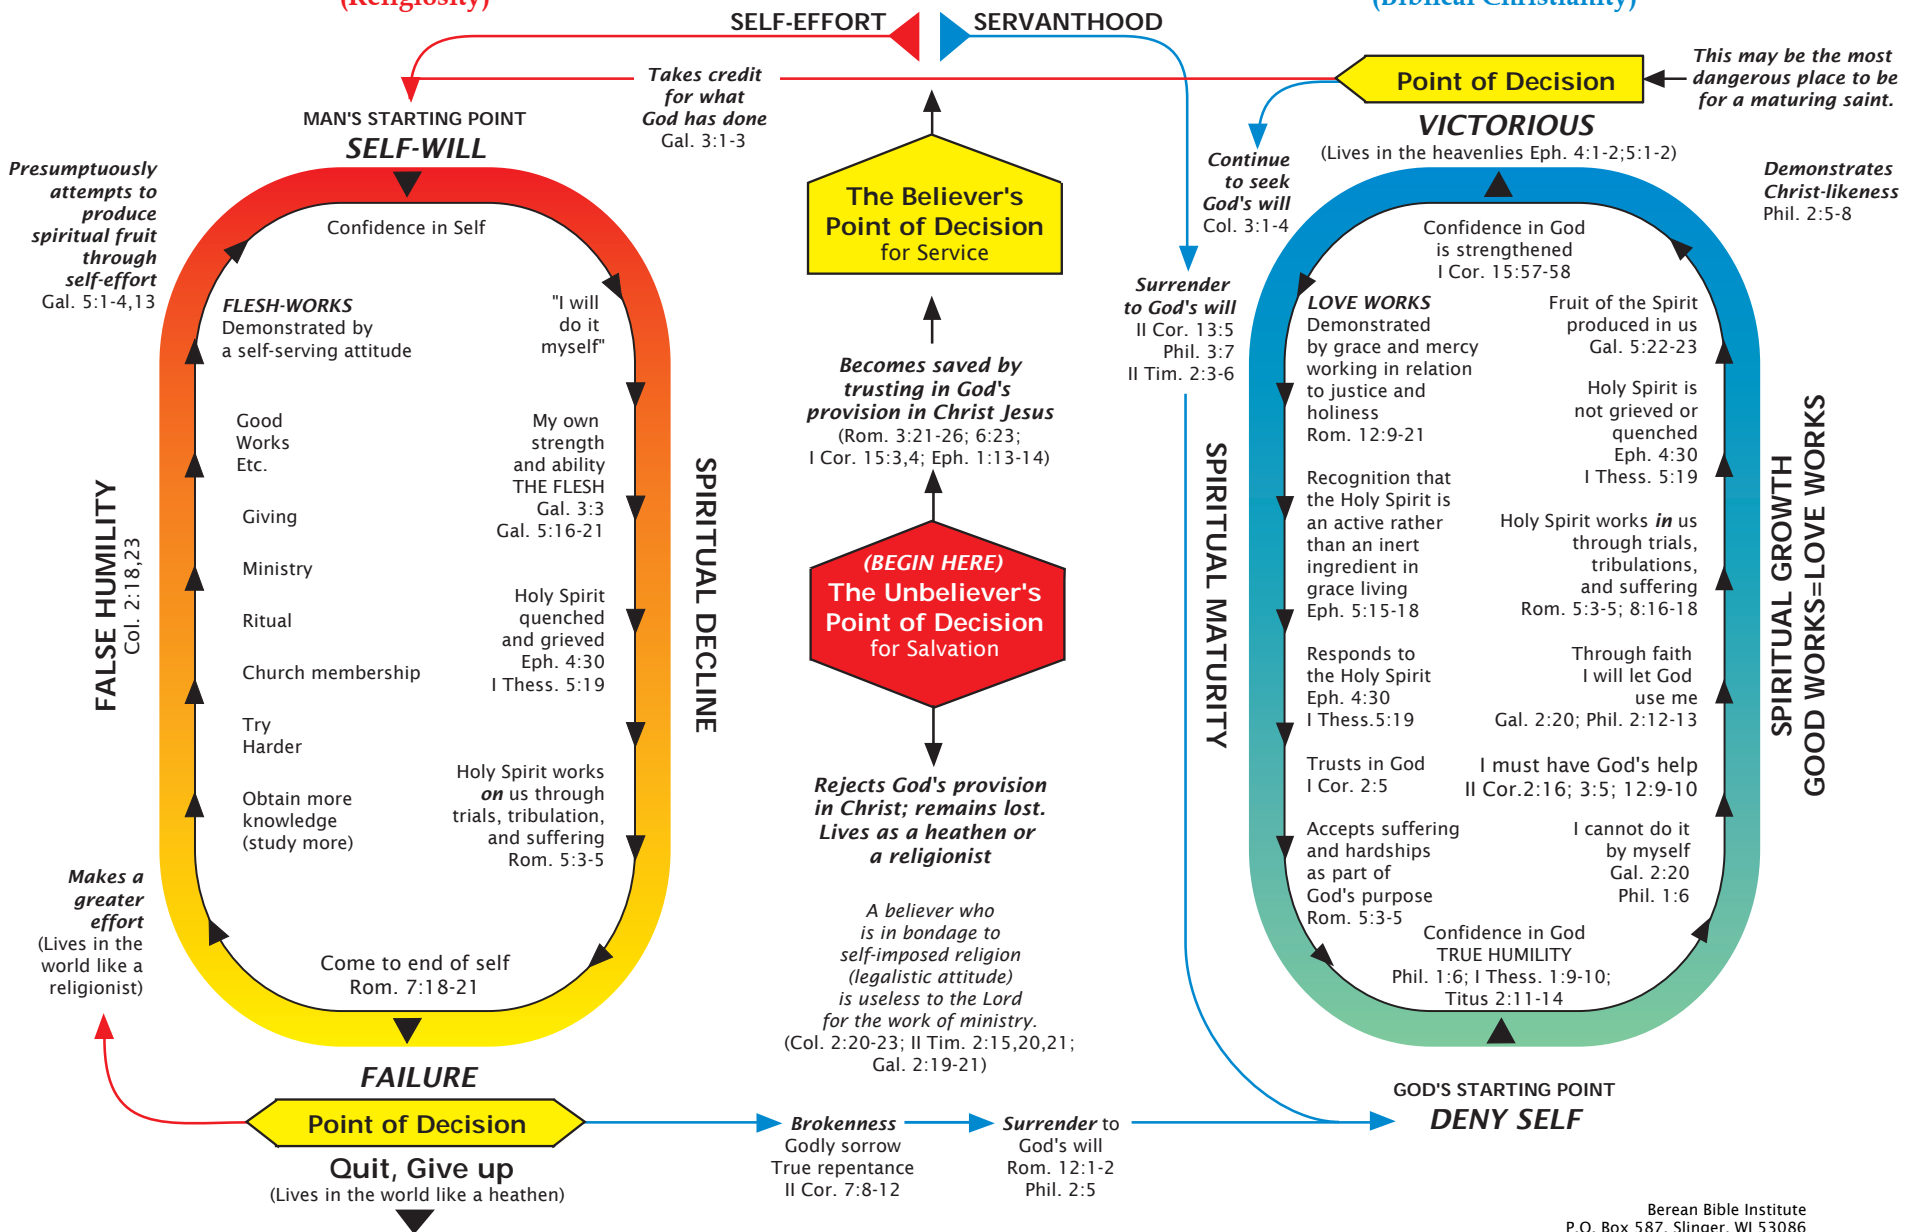 (Religiosity)
(Biblical Christianity)
SELF-EFFORT
SERVANTHOOD
Takes credit
for what
God has done
Gal. 3:1-3
Point of Decision
This may be the most
dangerous place to be
for a maturing saint.
MAN'S STARTING POINT
SELF-WILL
Presumptuously
attempts to
produce
spiritual fruit
through
self-effort
Gal. 5:1-4,13
Confidence in Self
FLESH-WORKS
Demonstrated by
a self-serving attitude
"I will
do it
myself"
Good
Works
Etc.
My own
strength
and ability
THE FLESH
Gal. 3:3
Gal. 5:16-21
Giving
Ministry
Ritual
Holy Spirit
quenched
and grieved
Eph. 4:30
I Thess. 5:19
Church membership
Try
Harder
Holy Spirit works
on us through
trials, tribulation,
and suffering
Rom. 5:3-5
Obtain more
knowledge
(study more)
Come to end of self
Rom. 7:18-21
FALSE HUMILITY
Col. 2:18,23
SPIRITUAL DECLINE
Makes a
greater
effort
(Lives in the
world like a
religionist)
FAILURE
Point of Decision
Quit, Give up
(Lives in the world like a heathen)
The Believer's
Point of Decision
for Service
Becomes saved by
trusting in God's
provision in Christ Jesus
(Rom. 3:21-26; 6:23;
I Cor. 15:3,4; Eph. 1:13-14)
(BEGIN HERE)
The Unbeliever's
Point of Decision
for Salvation
Rejects God's provision
in Christ; remains lost.
Lives as a heathen or
a religionist
A believer who
is in bondage to
self-imposed religion
(legalistic attitude)
is useless to the Lord
for the work of ministry.
(Col. 2:20-23; II Tim. 2:15,20,21;
Gal. 2:19-21)
Brokenness
Godly sorrow
True repentance
II Cor. 7:8-12
Surrender to
God's will
Rom. 12:1-2
Phil. 2:5
Continue
to seek
God's will
Col. 3:1-4
Surrender
to God's will
II Cor. 13:5
Phil. 3:7
II Tim. 2:3-6
SPIRITUAL MATURITY
VICTORIOUS
(Lives in the heavenlies Eph. 4:1-2;5:1-2)
Demonstrates
Christ-likeness
Phil. 2:5-8
Confidence in God
is strengthened
I Cor. 15:57-58
LOVE WORKS
Demonstrated
by grace and mercy
working in relation
to justice and
holiness
Rom. 12:9-21
Fruit of the Spirit
produced in us
Gal. 5:22-23
Holy Spirit is
not grieved or
quenched
Eph. 4:30
I Thess. 5:19
Recognition that
the Holy Spirit is
an active rather
than an inert
ingredient in
grace living
Eph. 5:15-18
Holy Spirit works in us
through trials,
tribulations,
and suffering
Rom. 5:3-5; 8:16-18
Responds to
the Holy Spirit
Eph. 4:30
I Thess.5:19
Through faith
I will let God
use me
Gal. 2:20; Phil. 2:12-13
Trusts in God
I Cor. 2:5
I must have God's help
II Cor.2:16; 3:5; 12:9-10
Accepts suffering
and hardships
as part of
God's purpose
Rom. 5:3-5
I cannot do it
by myself
Gal. 2:20
Phil. 1:6
Confidence in God
TRUE HUMILITY
Phil. 1:6; I Thess. 1:9-10;
Titus 2:11-14
SPIRITUAL GROWTH
GOOD WORKS=LOVE WORKS
GOD'S STARTING POINT
DENY SELF
Berean Bible Institute
P.O. Box 587, Slinger, WI 53086